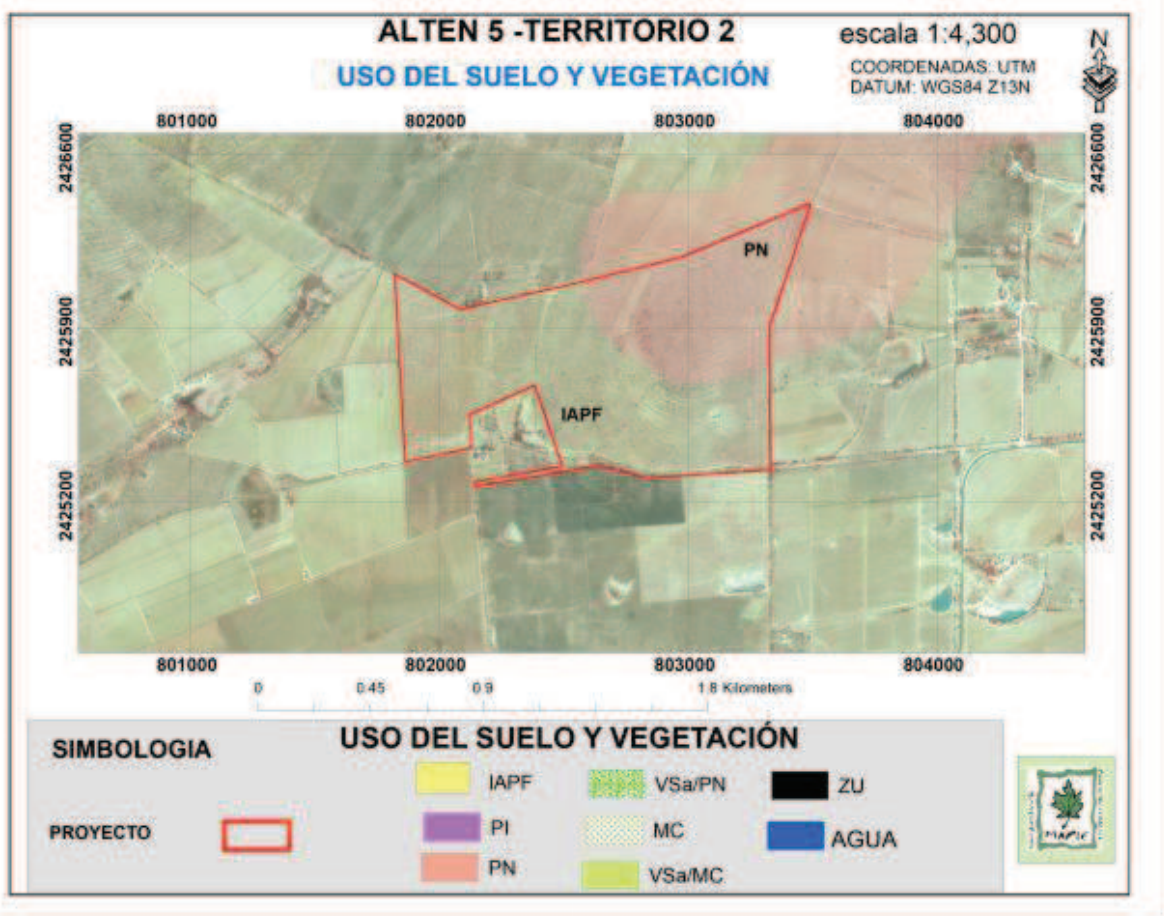 ALTEN 5 -TERRITORIO 2
escala 1:4,300
N
USO DEL SUELO Y VEGETACIÓN
COORDENADAS: UTM
DATUM: WGS84 Z13N
801000 802000 803000 804000
2426600 2426600
PN
2425900 2425900
IAPF
2425200 2425200
801000 802000 803000 804000
0 0.45 0.9 1.8 Kilometers
SIMBOLOGIA
USO DEL SUELO Y VEGETACIÓN
IAPF VSa/PN ZU
PROYECTO
PI MC AGUA
PN VSa/MC